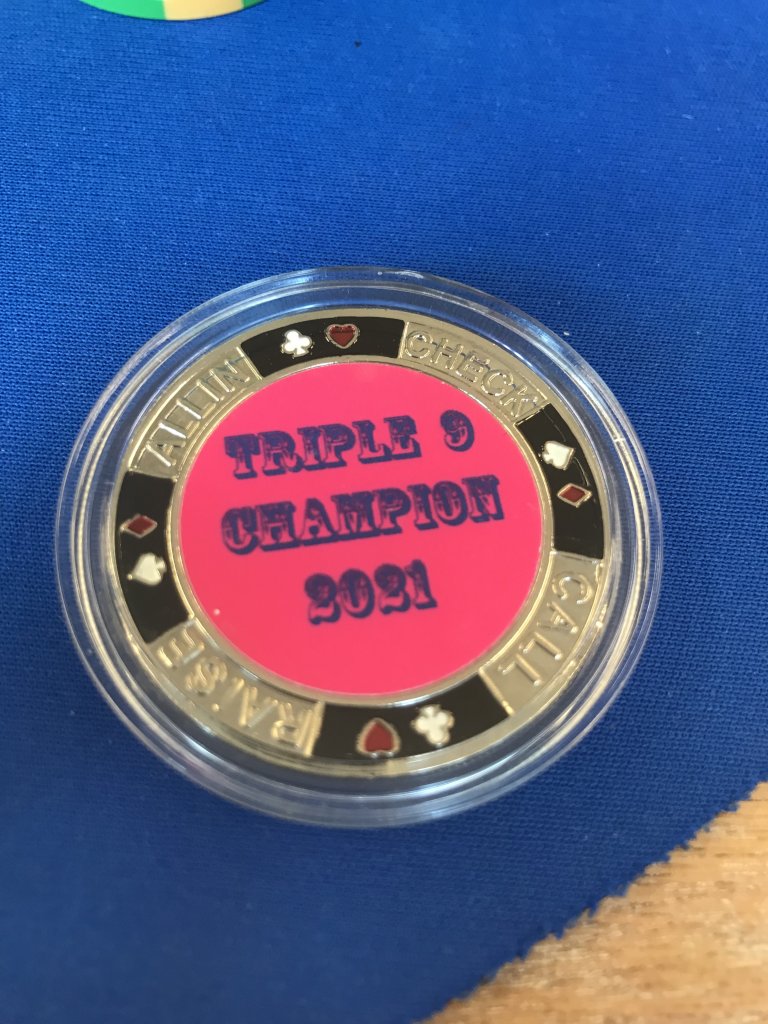 TRIPLE 9
CHAMPION
2021
ALL IN
CHECK
CALL
RAISE